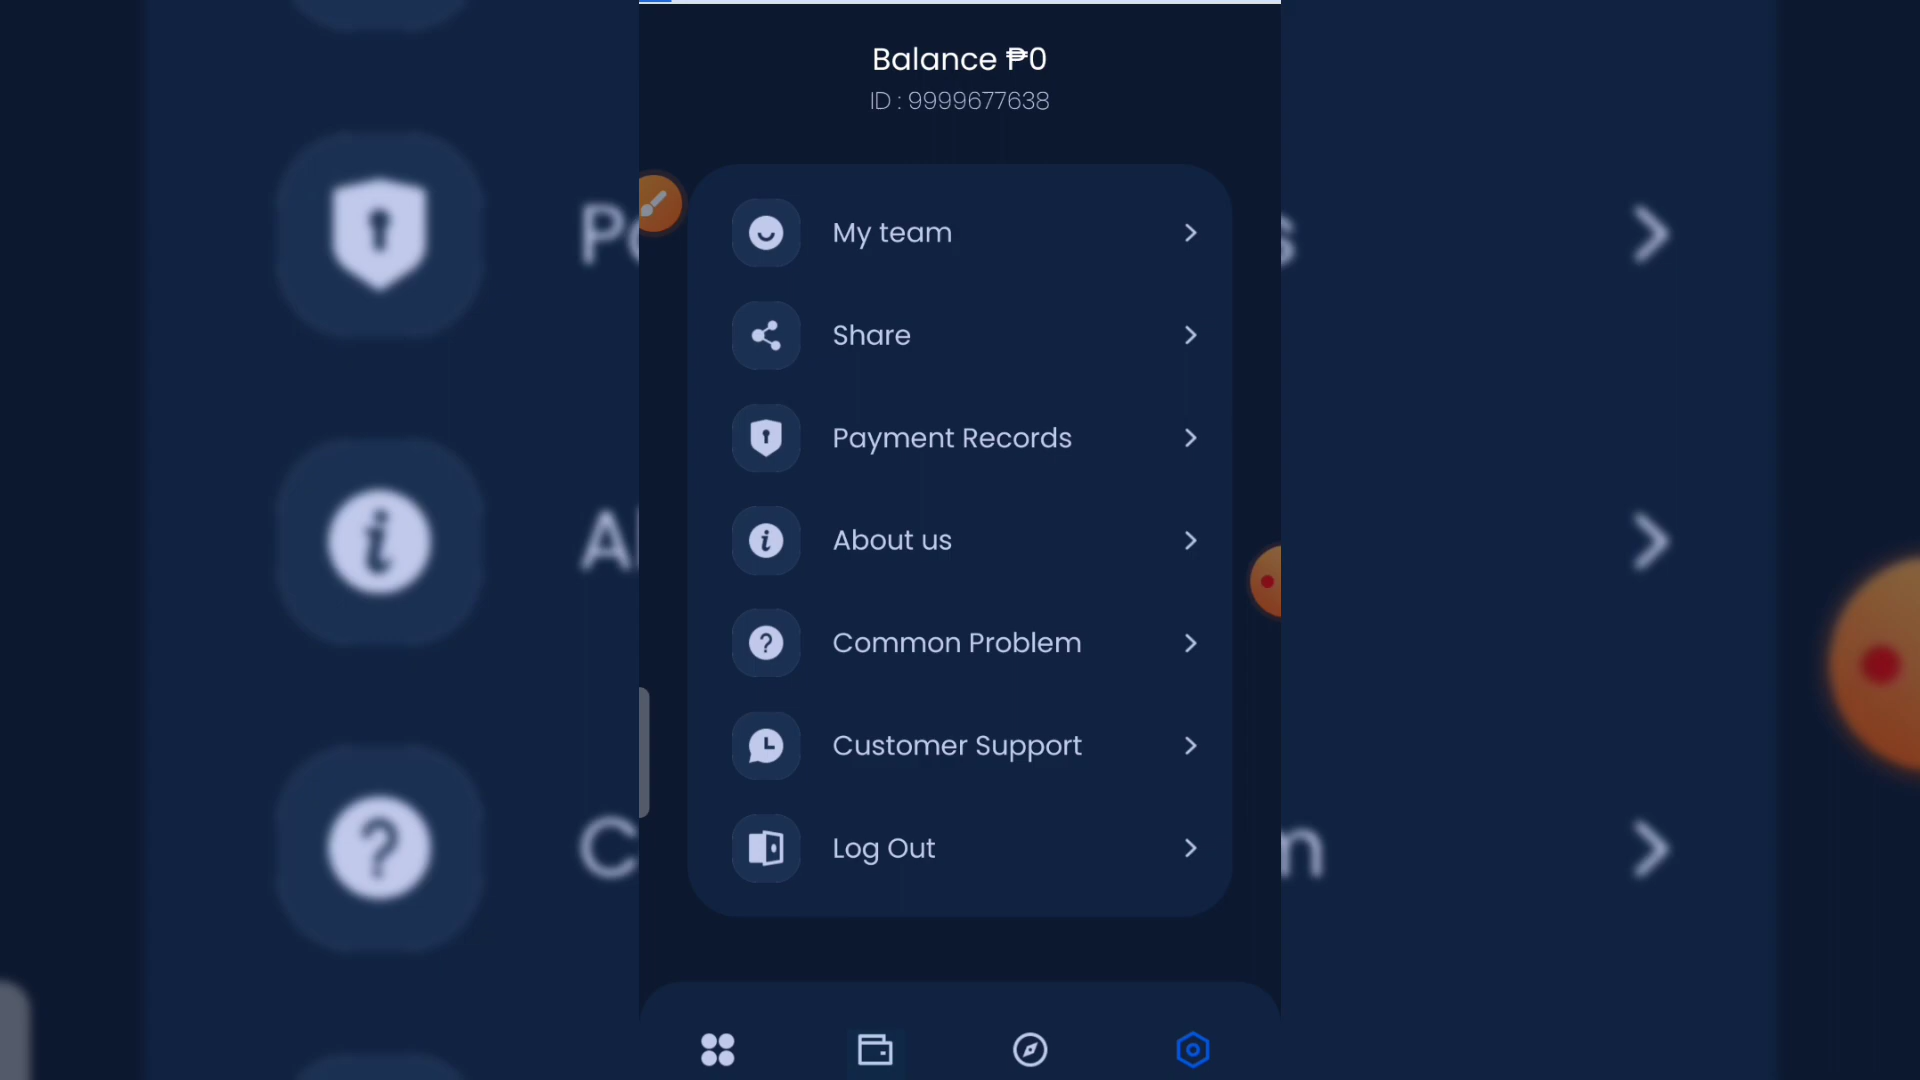 Balance ₱0
ID : 9999677638
My team
Share
Payment Records
About us
Common Problem
Customer Support
Log Out